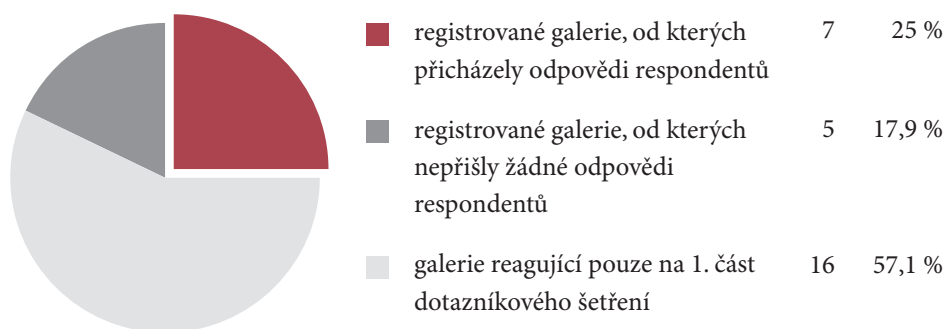 registrované galerie, od kterých 7 25 %
přicházely odpovědi respondentů
registrované galerie, od kterých 5 17,9 %
nepřišly žádné odpovědi
respondentů
galerie reagující pouze na 1. část 16 57,1 %
dotazníkového šetření